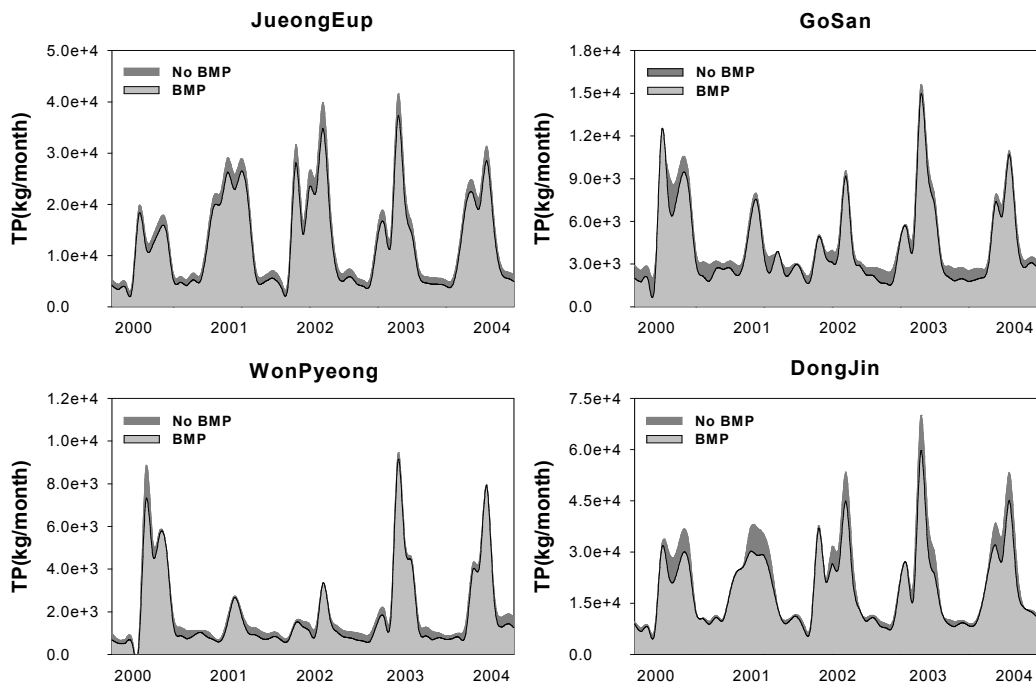 JueongEup
TP(kg/month)
5.0e+4
4.0e+4
3.0e+4
2.0e+4
1.0e+4
0.0
No BMP
BMP
2000 2001 2002 2003 2004
GoSan
TP(kg/month)
1.8e+4
1.5e+4
1.2e+4
9.0e+3
6.0e+3
3.0e+3
0.0
No BMP
BMP
2000 2001 2002 2003 2004
WonPyeong
TP(kg/month)
1.2e+4
1.0e+4
8.0e+3
6.0e+3
4.0e+3
2.0e+3
0.0
No BMP
BMP
2000 2001 2002 2003 2004
DongJin
TP(kg/month)
7.5e+4
6.0e+4
4.5e+4
3.0e+4
1.5e+4
0.0
No BMP
BMP
2000 2001 2002 2003 2004